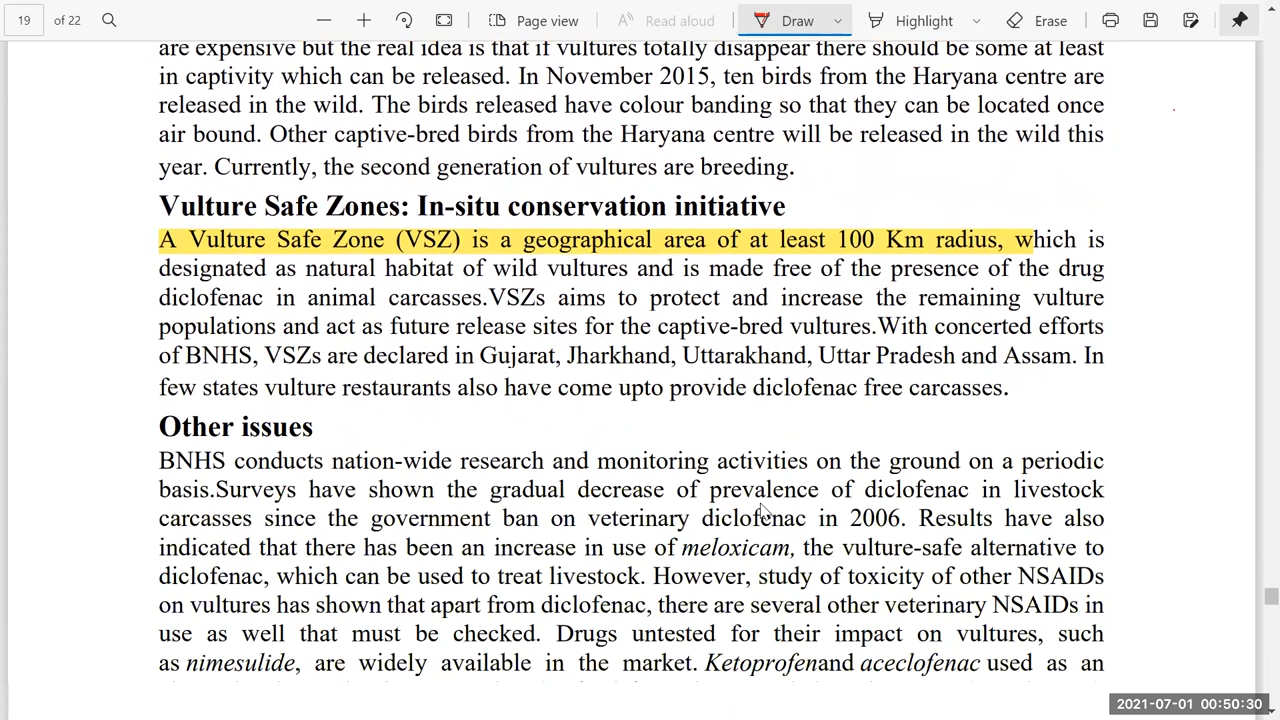 19 of 22 Page view Read aloud Draw Highlight Erase
are expensive but the real idea is that if vultures totally disappear there should be some at least
in captivity which can be released. In November 2015, ten birds from the Haryana centre are
released in the wild. The birds released have colour banding so that they can be located once
air bound. Other captive-bred birds from the Haryana centre will be released in the wild this
year. Currently, the second generation of vultures are breeding.
Vulture Safe Zones: In-situ conservation initiative
A Vulture Safe Zone (VSZ) is a geographical area of at least 100 Km radius, which is
designated as natural habitat of wild vultures and is made free of the presence of the drug
diclofenac in animal carcasses.VSZs aims to protect and increase the remaining vulture
populations and act as future release sites for the captive-bred vultures.With concerted efforts
of BNHS, VSZs are declared in Gujarat, Jharkhand, Uttarakhand, Uttar Pradesh and Assam. In
few states vulture restaurants also have come upto provide diclofenac free carcasses.
Other issues
BNHS conducts nation-wide research and monitoring activities on the ground on a periodic
basis.Surveys have shown the gradual decrease of prevalence of diclofenac in livestock
carcasses since the government ban on veterinary diclofenac in 2006. Results have also
indicated that there has been an increase in use of meloxicam, the vulture-safe alternative to
diclofenac, which can be used to treat livestock. However, study of toxicity of other NSAIDs
on vultures has shown that apart from diclofenac, there are several other veterinary NSAIDs in
use as well that must be checked. Drugs untested for their impact on vultures, such
as nimesulide, are widely available in the market. Ketoprofenand aceclofenac used as an
2021-07-01 00:50:30